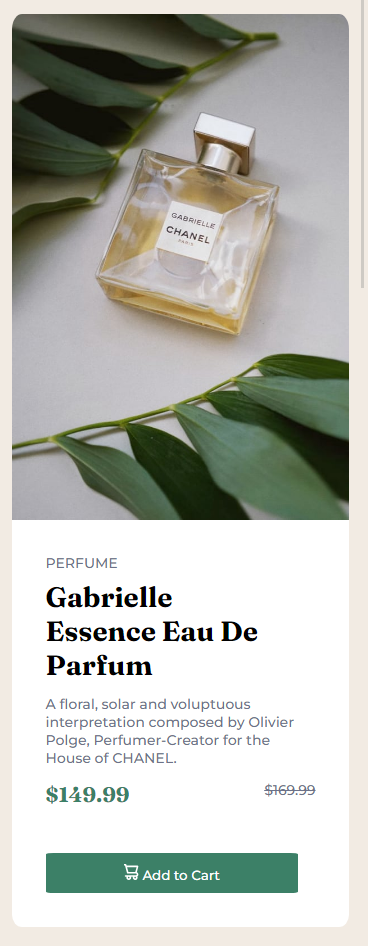 GABRIELLE
CHANEL
PARIS
PERFUME
Gabrielle
Essence Eau De
Parfum
A floral, solar and voluptuous
interpretation composed by Olivier
Polge, Perfumer-Creator for the
House of CHANEL.
$149.99 $169.99
Add to Cart